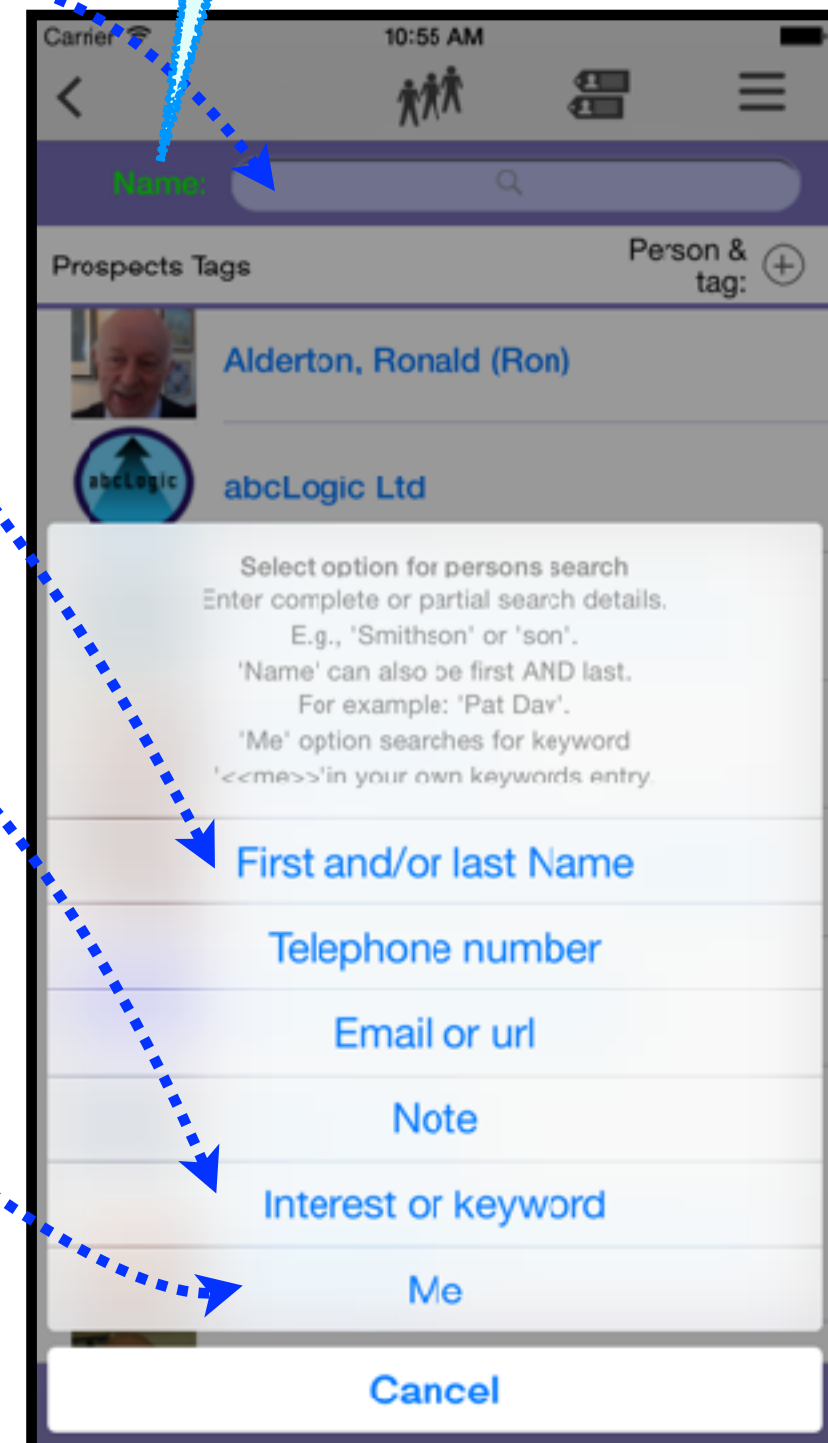 Carrier 10:55 AM
Name:
Prospects Tags
Person &
tag:
Alderton, Ronald (Ron)
abcLogic
abcLogic Ltd
Select option for persons search
Enter complete or partial search details.
E.g., 'Smithson' or 'son'.
'Name' can also be first AND last.
For example: 'Pat Day'.
'Me' option searches for keyword
'<<me>>'in your own keywords entry.
First and/or last Name
Telephone number
Email or url
Note
Interest or keyword
Me
Cancel